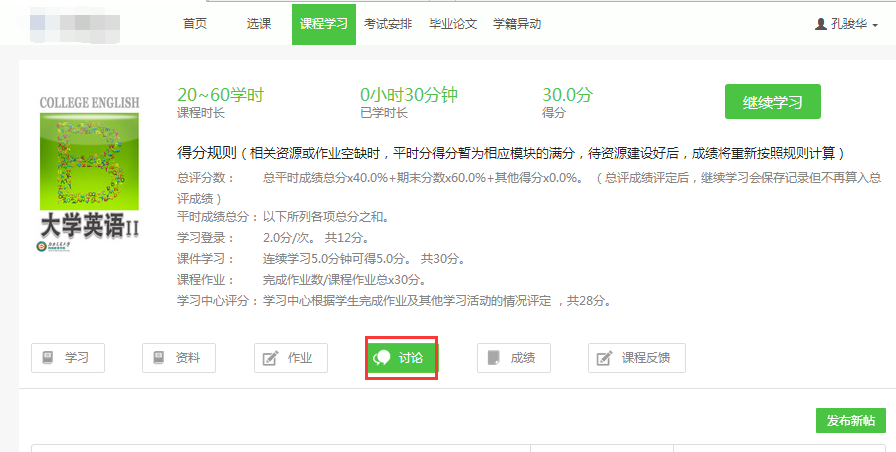 首页 选课 课程学习 考试安排 毕业论文 学籍异动 孔骏华
COLLEGE ENGLISH
B
大学英语II
20~60学时 0小时30分钟 30.0分 继续学习
课程时长 已学时长 得分
得分规则（相关资源或作业空缺时，平时分得分暂为相应模块的满分，待资源建设好后，成绩将重新按照规则计算）
总评分数： 总平时成绩总分x40.0%+期末分数x60.0%+其他得分x0.0%。（总评成绩评定后，继续学习会保存记录但不再算入总
评成绩）
平时成绩总分：以下所列各项总分之和。
学习登录： 2.0分/次。 共12分。
课件学习： 连续学习5.0分钟可得5.0分。 共30分。
课程作业： 完成作业数/课程作业总x30分。
学习中心评分：学习中心根据学生完成作业及其他学习活动的情况评定 ，共28分。
学习 资料 作业 讨论 成绩 课程反馈
发布新帖